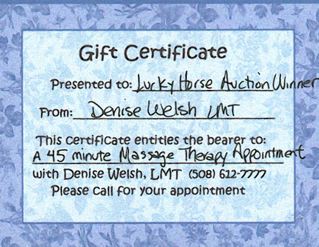 Gift Certificate
Presented to: Lucky Horse Auction Winner
From: Denise Welsh LMT
This certificate entitles the bearer to:
A 45 minute Massage Therapy Appointment
with Denise Welsh, LMT (508) 612-7777
Please call for your appointment